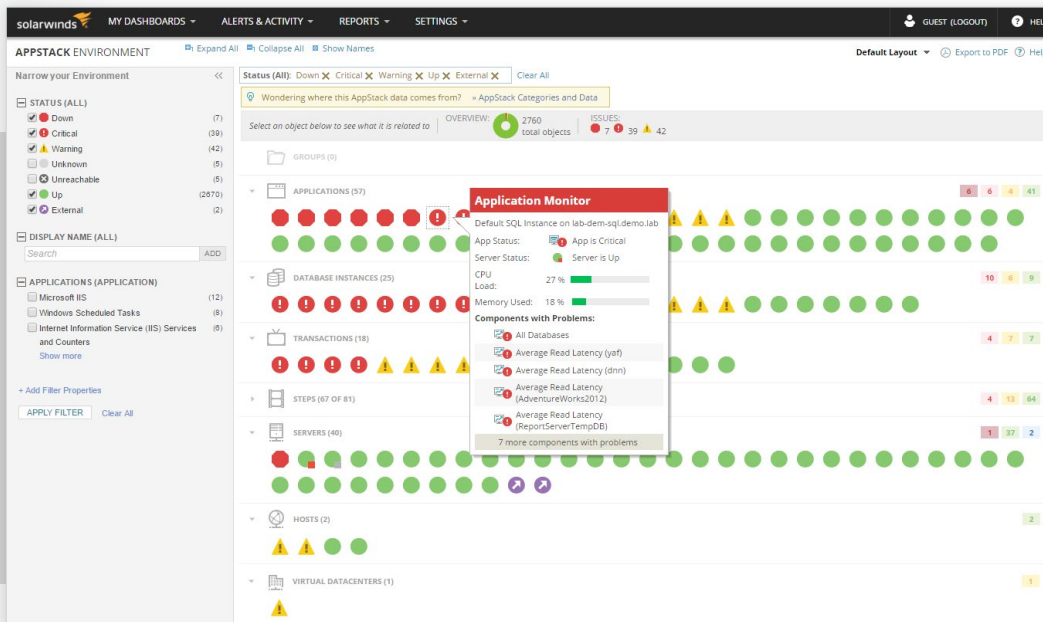 solarwinds MY DASHBOARDS ALERTS & ACTIVITY REPORTS SETTINGS GUEST (LOGOUT) ? HEL
APPSTACK ENVIRONMENT Expand All Collapse All Show Names Default Layout Export to PDF ? Hel
Narrow your Environment << Status (All): Down X Critical X Warning X Up X External X Clear All
Wondering where this AppStack data comes from? » AppStack Categories and Data
STATUS (ALL)
Down (7)
Critical (39)
Warning (42)
Unknown (5)
Unreachable (5)
Up (2670)
External (2)
DISPLAY NAME (ALL)
Search ADD
APPLICATIONS (APPLICATION)
Microsoft IIS (12)
Windows Scheduled Tasks (8)
Internet Information Service (IIS) Services (6)
and Counters
Show more
+ Add Filter Properties
APPLY FILTER Clear All
Select an object below to see what it is related to OVERVIEW: 2760 total objects ISSUES: 7 39 42
GROUPS (0)
APPLICATIONS (57) 6 6 4 41
DATABASE INSTANCES (25) 10 6 9
TRANSACTIONS (18) 4 7 7
STEPS (67 OF 81) 4 13 64
SERVERS (40) 1 37 2
HOSTS (2) 2
VIRTUAL DATACENTERS (1) 1
Application Monitor
Default SQL Instance on lab-dem-sql.demo.lab
App Status: App is Critical
Server Status: Server is Up
CPU
Load: 27 %
Memory Used: 18 %
Components with Problems:
All Databases
Average Read Latency (yaf)
Average Read Latency (dnn)
Average Read Latency
(AdventureWorks2012)
Average Read Latency
(ReportServerTempDB)
7 more components with problems